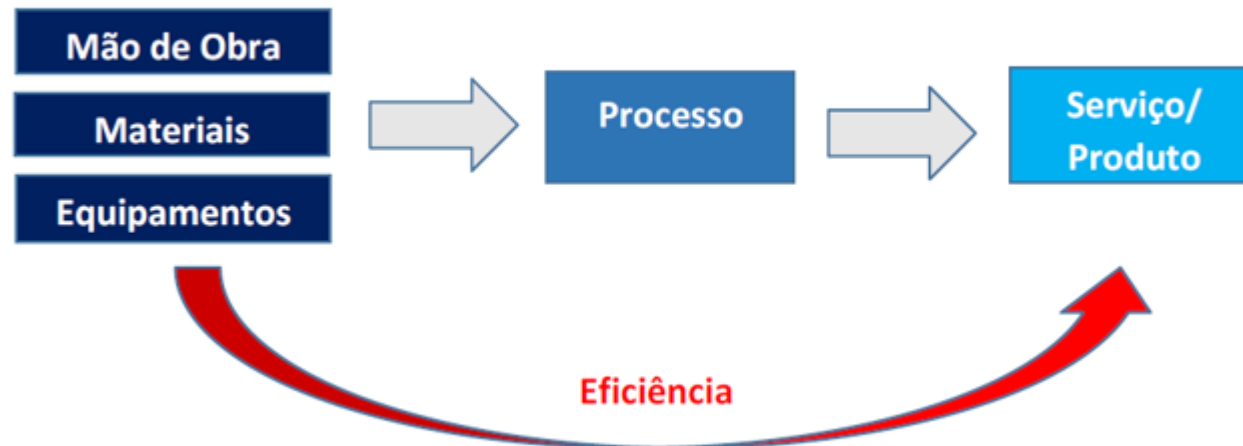 Mão de Obra
Materiais
Equipamentos
Processo
Serviço/
Produto
Eficiência